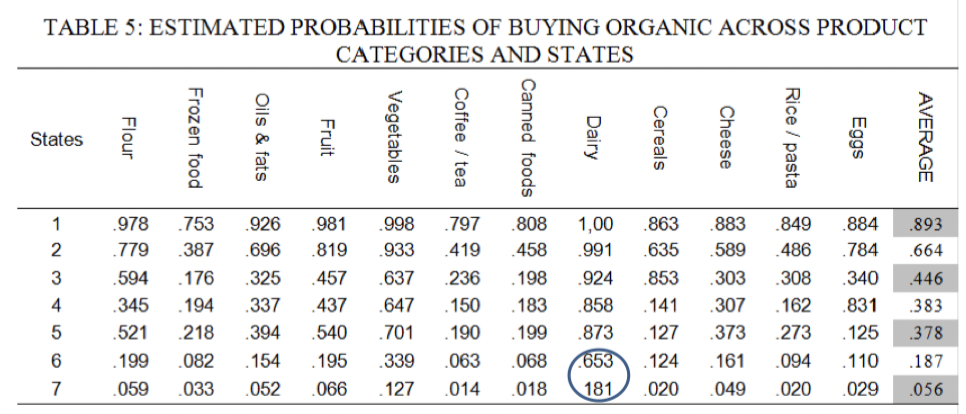 TABLE 5: ESTIMATED PROBABILITIES OF BUYING ORGANIC ACROSS PRODUCT
CATEGORIES AND STATES
States Flour Frozen food Oils & fats Fruit Vegetables Coffee / tea Canned foods Dairy Cereals Cheese Rice / pasta Eggs AVERAGE
1 .978 .753 .926 .981 .998 .797 .808 1,00 .863 .883 .849 .884 .893
2 .779 .387 .696 .819 .933 .419 .458 .991 .635 .589 .486 .784 .664
3 .594 .176 .325 .457 .637 .236 .198 .924 .853 .303 .308 .340 .446
4 .345 .194 .337 .437 .647 .150 .183 .858 .141 .307 .162 .831 .383
5 .521 .218 .394 .540 .701 .190 .199 .873 .127 .373 .273 .125 .378
6 .199 .082 .154 .195 .339 .063 .068 .653 .124 .161 .094 .110 .187
7 .059 .033 .052 .066 .127 .014 .018 .181 .020 .049 .020 .029 .056